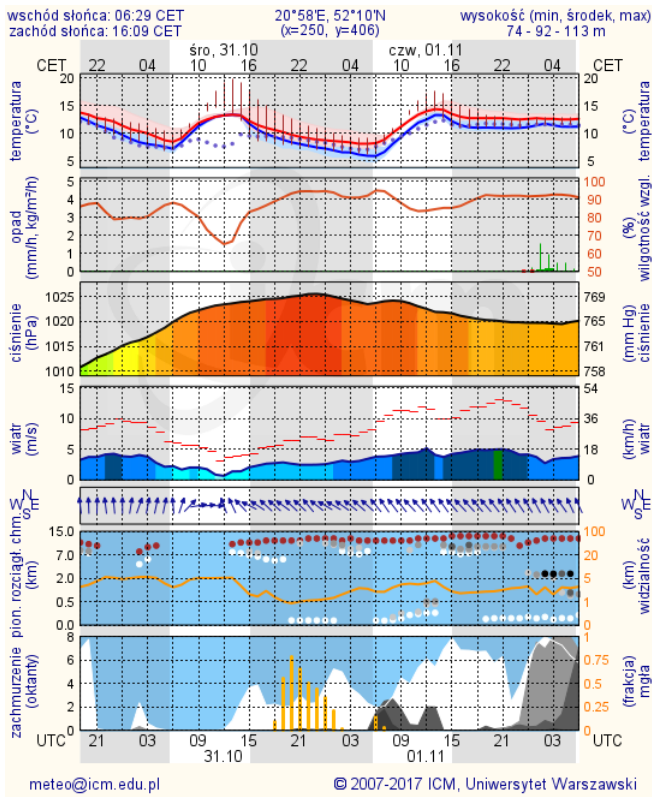 wschód słońca: 06:29 CET 20°58'E, 52°10'N wysokość (min, środek, max)
zachód słońca: 16:09 CET (x=250, y=406) 74 - 92 - 113 m
śro, 31.10 czw, 01.11
CET 22 04 10 16 22 04 10 16 22 04 CET
temperatura (°C)
20 15 10 5
20 15 10 5
temperatura (°C)
opad (mm/h, kg/m²/h)
5 4 3 2 1 0
100 90 80 70 60 50
wilgotność wzgl. (%)
ciśnienie (hPa)
1025 1020 1015 1010
769 765 761 758
ciśnienie (mm Hg)
wiatr (m/s)
15 10 5 0
54 36 18 0
wiatr (km/h)
N W E S
N W E S
pion. rozciągł. chm. (km)
15.0 7.0 2.0 0.5 0.0
100 20 5 1 0
widzialność (km)
zachmurzenie (oktanty)
8 6 4 2 0
1 0.75 0.5 0.25 0
mgła (frakcja)
UTC 21 03 09 15 21 03 09 15 21 03 UTC
31.10 01.11
meteo@icm.edu.pl © 2007-2017 ICM, Uniwersytet Warszawski